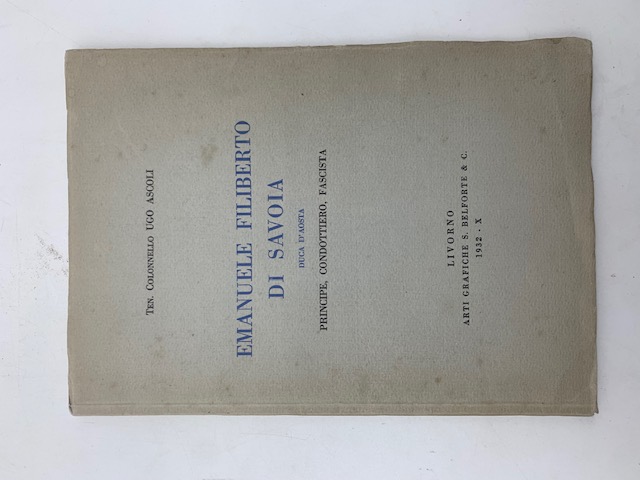 TEN. COLONNELLO UGO ASCOLI
EMANUELE FILIBERTO
DI SAVOIA
DUCA D'AOSTA
PRINCIPE, CONDOTTIERO, FASCISTA
LIVORNO
ARTI GRAFICHE S. BELFORTE & C.
1932 - X